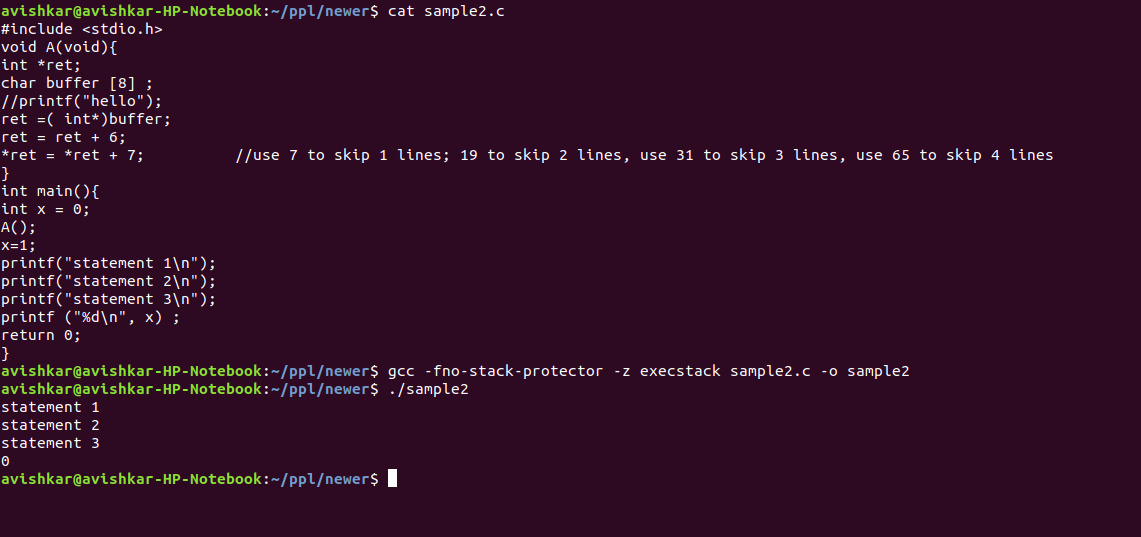 avishkar@avishkar-HP-Notebook:~/ppl/newer$ cat sample2.c
#include <stdio.h>
void A(void){
int *ret;
char buffer [8] ;
//printf("hello");
ret =( int*)buffer;
ret = ret + 6;
*ret = *ret + 7;          //use 7 to skip 1 lines; 19 to skip 2 lines, use 31 to skip 3 lines, use 65 to skip 4 lines
}
int main(){
int x = 0;
A();
x=1;
printf("statement 1\n");
printf("statement 2\n");
printf("statement 3\n");
printf ("%d\n", x) ;
return 0;
}
avishkar@avishkar-HP-Notebook:~/ppl/newer$ gcc -fno-stack-protector -z execstack sample2.c -o sample2
avishkar@avishkar-HP-Notebook:~/ppl/newer$ ./sample2
statement 1
statement 2
statement 3
0
avishkar@avishkar-HP-Notebook:~/ppl/newer$